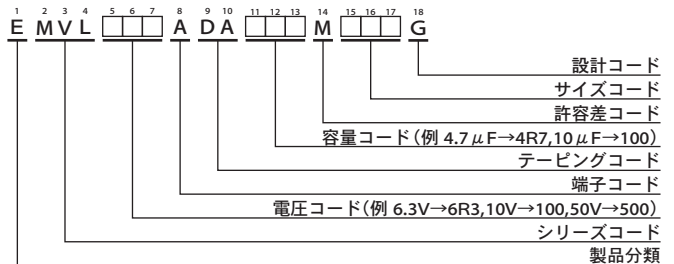 1 2 3 4 5 6 7 8 9 10 11 12 13 14 15 16 17 18
E MVL □□□ A DA □□□ M □□□ G
設計コード
サイズコード
許容差コード
容量コード(例 4.7μF→4R7,10μF→100)
テーピングコード
端子コード
電圧コード(例 6.3V→6R3,10V→100,50V→500)
シリーズコード
製品分類